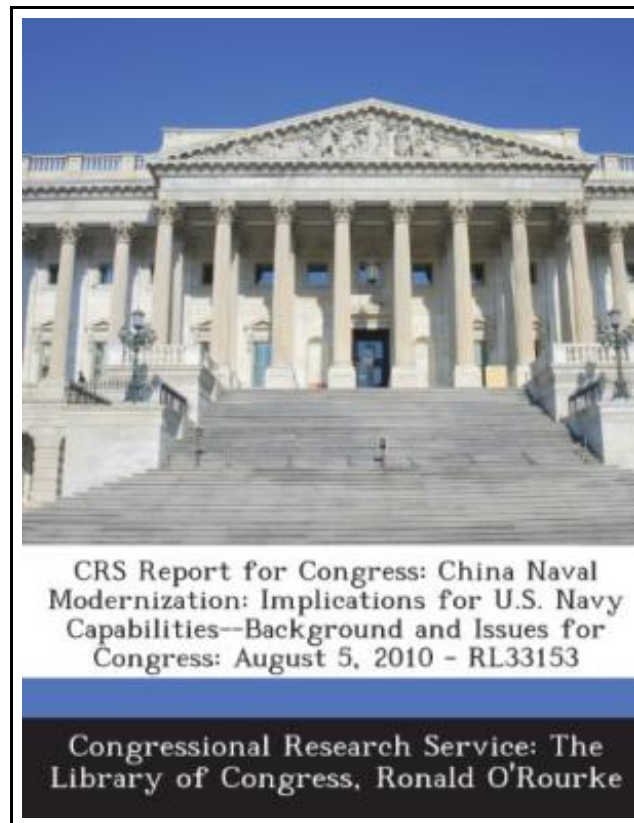 CRS Report for Congress: China Naval
Modernization: Implications for U.S. Navy
Capabilities--Background and Issues for
Congress: August 5, 2010 - RL33153
Congressional Research Service: The
Library of Congress, Ronald O'Rourke